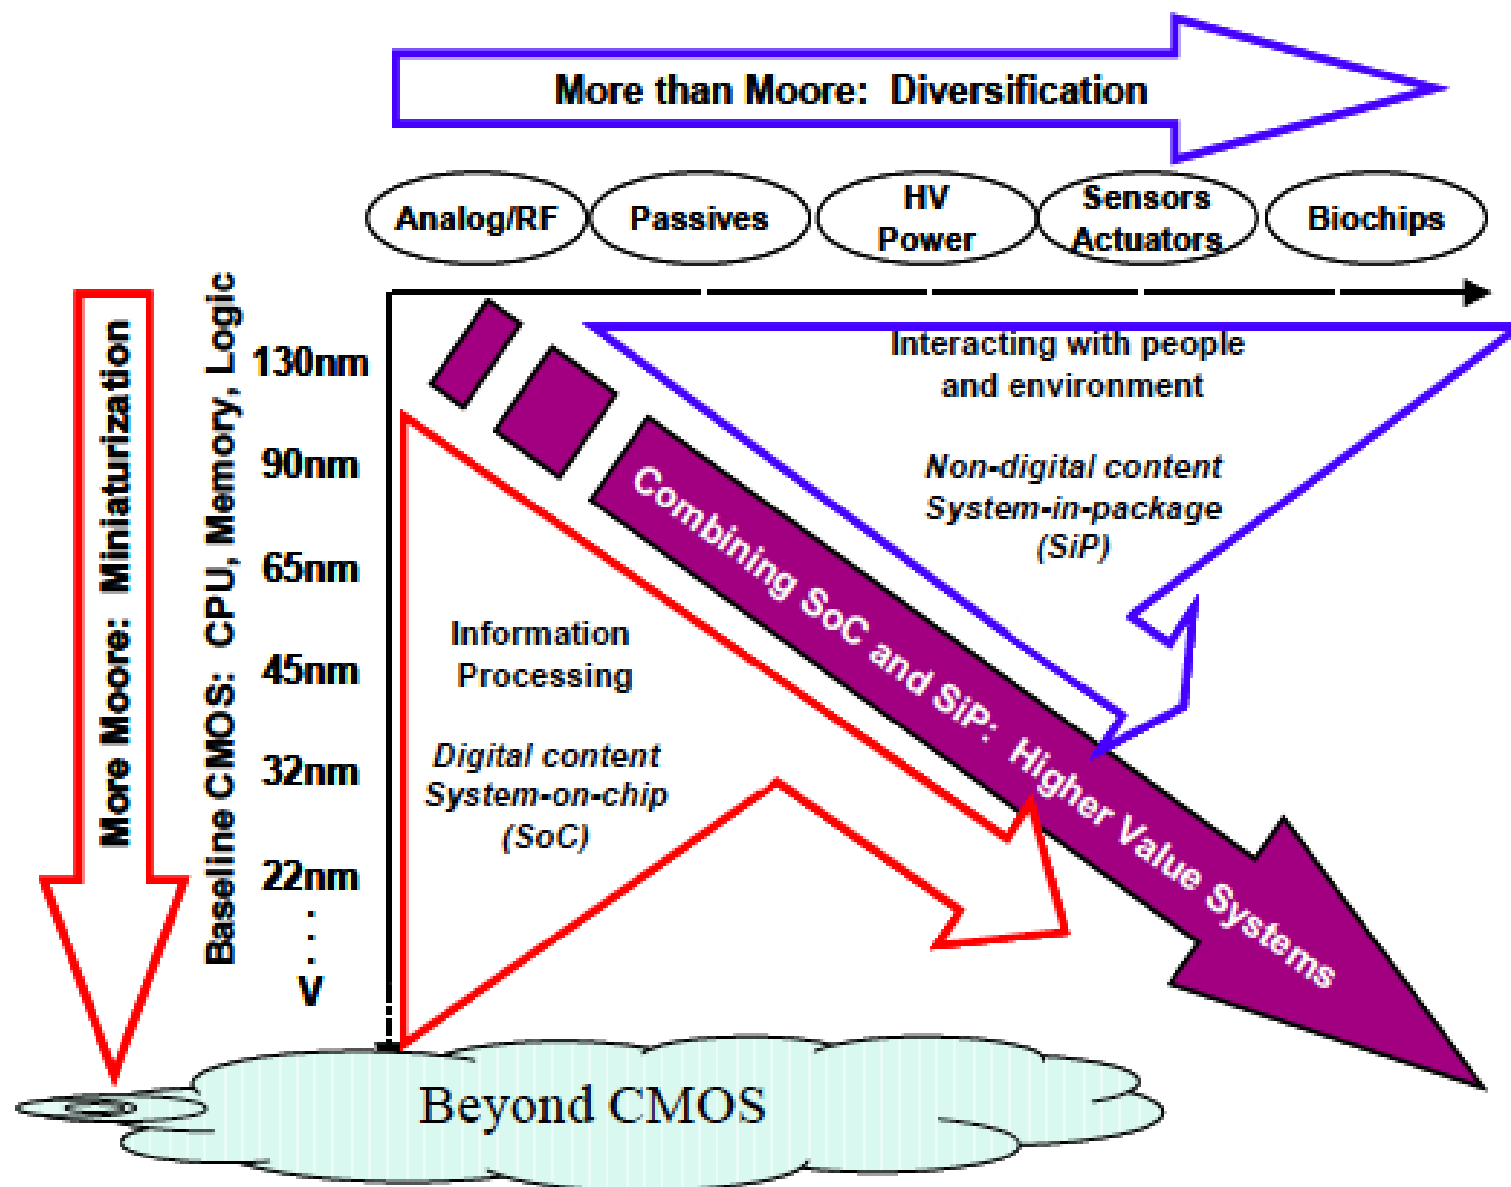 More than Moore: Diversification
Analog/RF
Passives
HV
Power
Sensors
Actuators
Biochips
More Moore: Miniaturization
Baseline CMOS: CPU, Memory, Logic
130nm
90nm
65nm
45nm
32nm
22nm
.
.
.
V
Interacting with people
and environment
Non-digital content
System-in-package
(SiP)
Combining SoC and SiP: Higher Value Systems
Information
Processing
Digital content
System-on-chip
(SoC)
Beyond CMOS